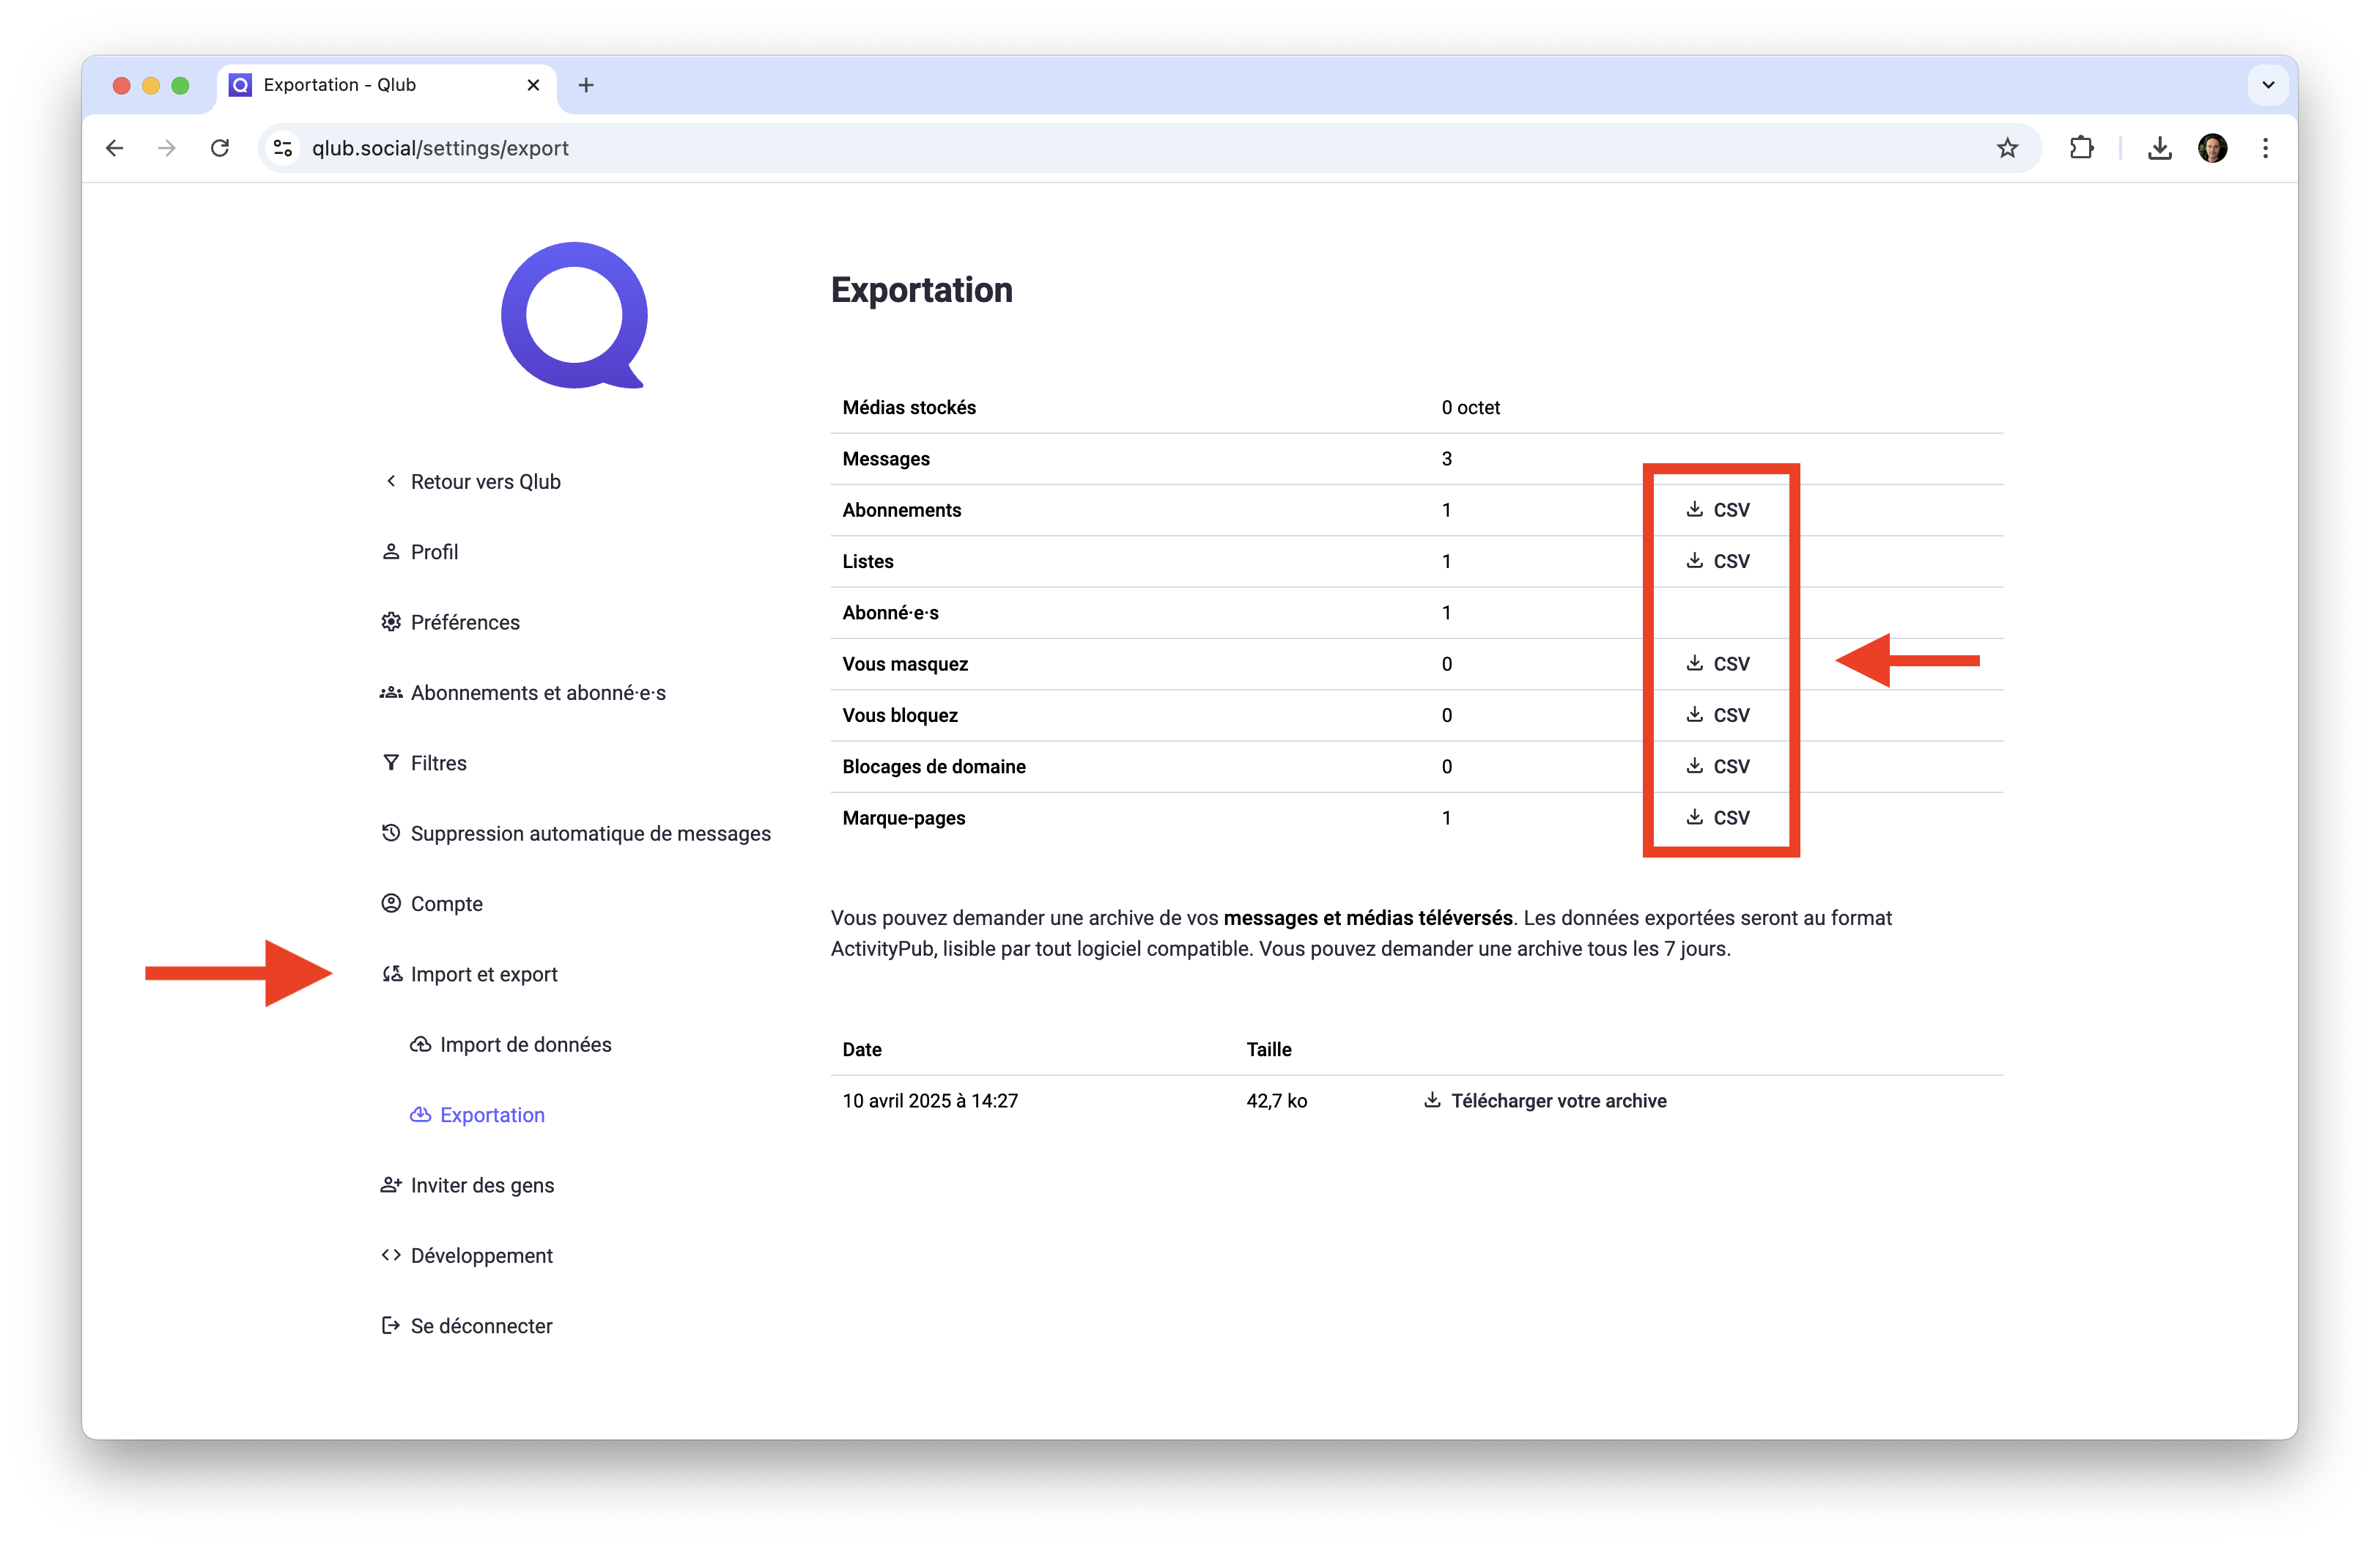 Exportation - Qlub
qlub.social/settings/export
Retour vers Qlub
Profil
Préférences
Abonnements et abonné·e·s
Filtres
Suppression automatique de messages
Compte
Import et export
Import de données
Exportation
Inviter des gens
Développement
Se déconnecter
Exportation
Médias stockés 0 octet
Messages 3
Abonnements 1 CSV
Listes 1 CSV
Abonné·e·s 1
Vous masquez 0 CSV
Vous bloquez 0 CSV
Blocages de domaine 0 CSV
Marque-pages 1 CSV
Vous pouvez demander une archive de vos messages et médias téléversés. Les données exportées seront au format
ActivityPub, lisible par tout logiciel compatible. Vous pouvez demander une archive tous les 7 jours.
Date Taille
10 avril 2025 à 14:27 42,7 ko Télécharger votre archive